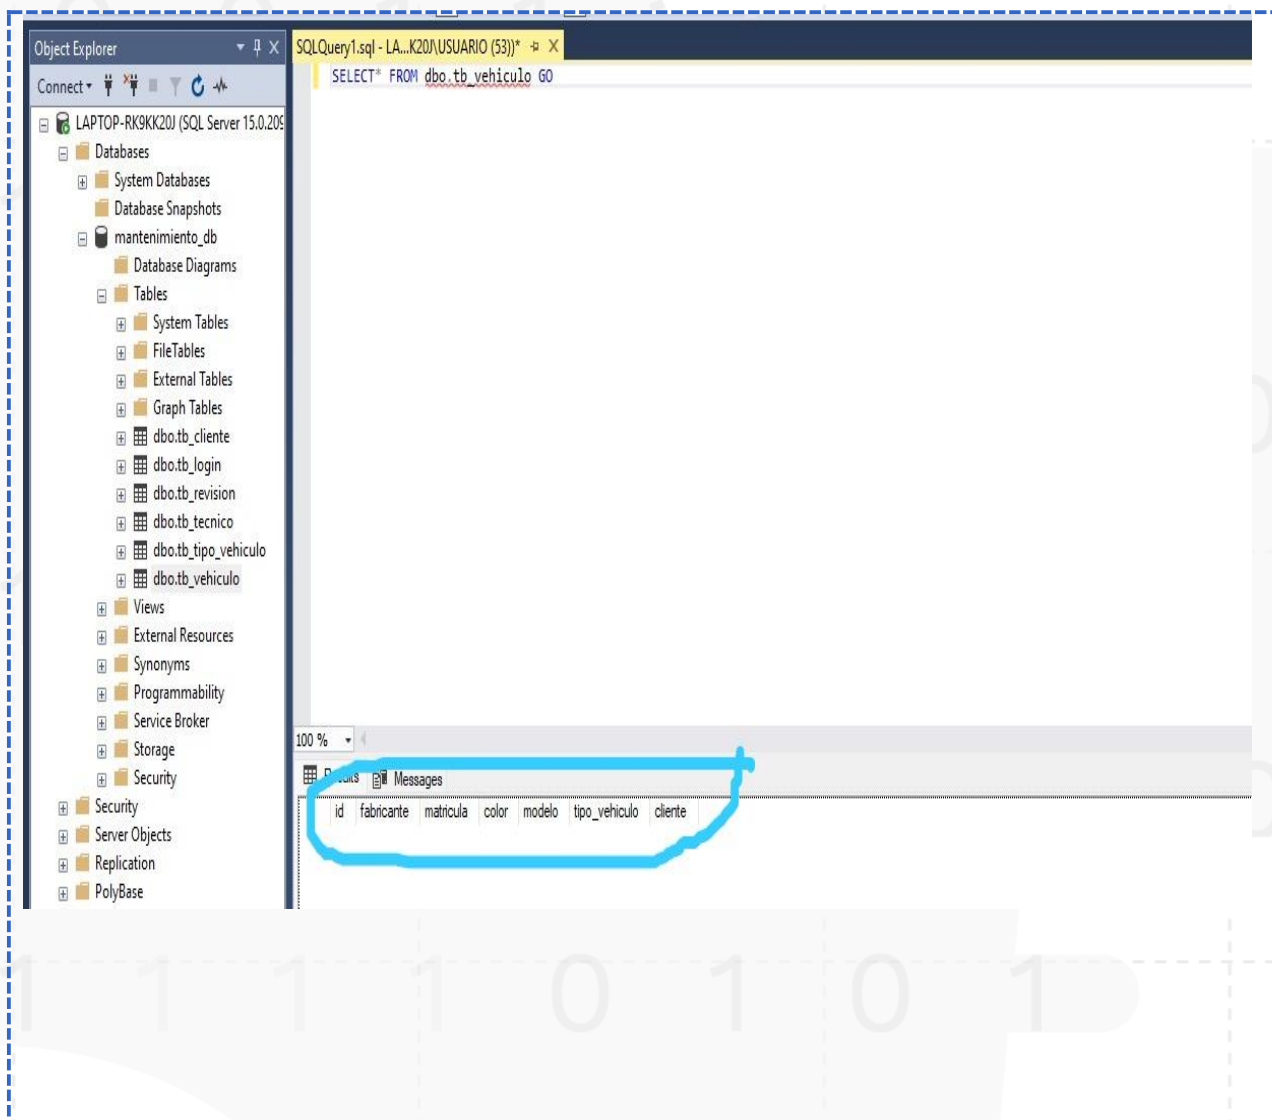 Object Explorer
SQLQuery1.sql - LA...K20J\USUARIO (53))*
Connect
SELECT* FROM dbo.tb_vehiculo GO
LAPTOP-RK9KK20J (SQL Server 15.0.209
Databases
System Databases
Database Snapshots
mantenimiento_db
Database Diagrams
Tables
System Tables
FileTables
External Tables
Graph Tables
dbo.tb_cliente
dbo.tb_login
dbo.tb_revision
dbo.tb_tecnico
dbo.tb_tipo_vehiculo
dbo.tb_vehiculo
Views
External Resources
Synonyms
Programmability
Service Broker
Storage
Security
Security
Server Objects
Replication
PolyBase
100 %
Results Messages
id fabricante matricula color modelo tipo_vehiculo cliente
1 1 1 1 0 1 0 1